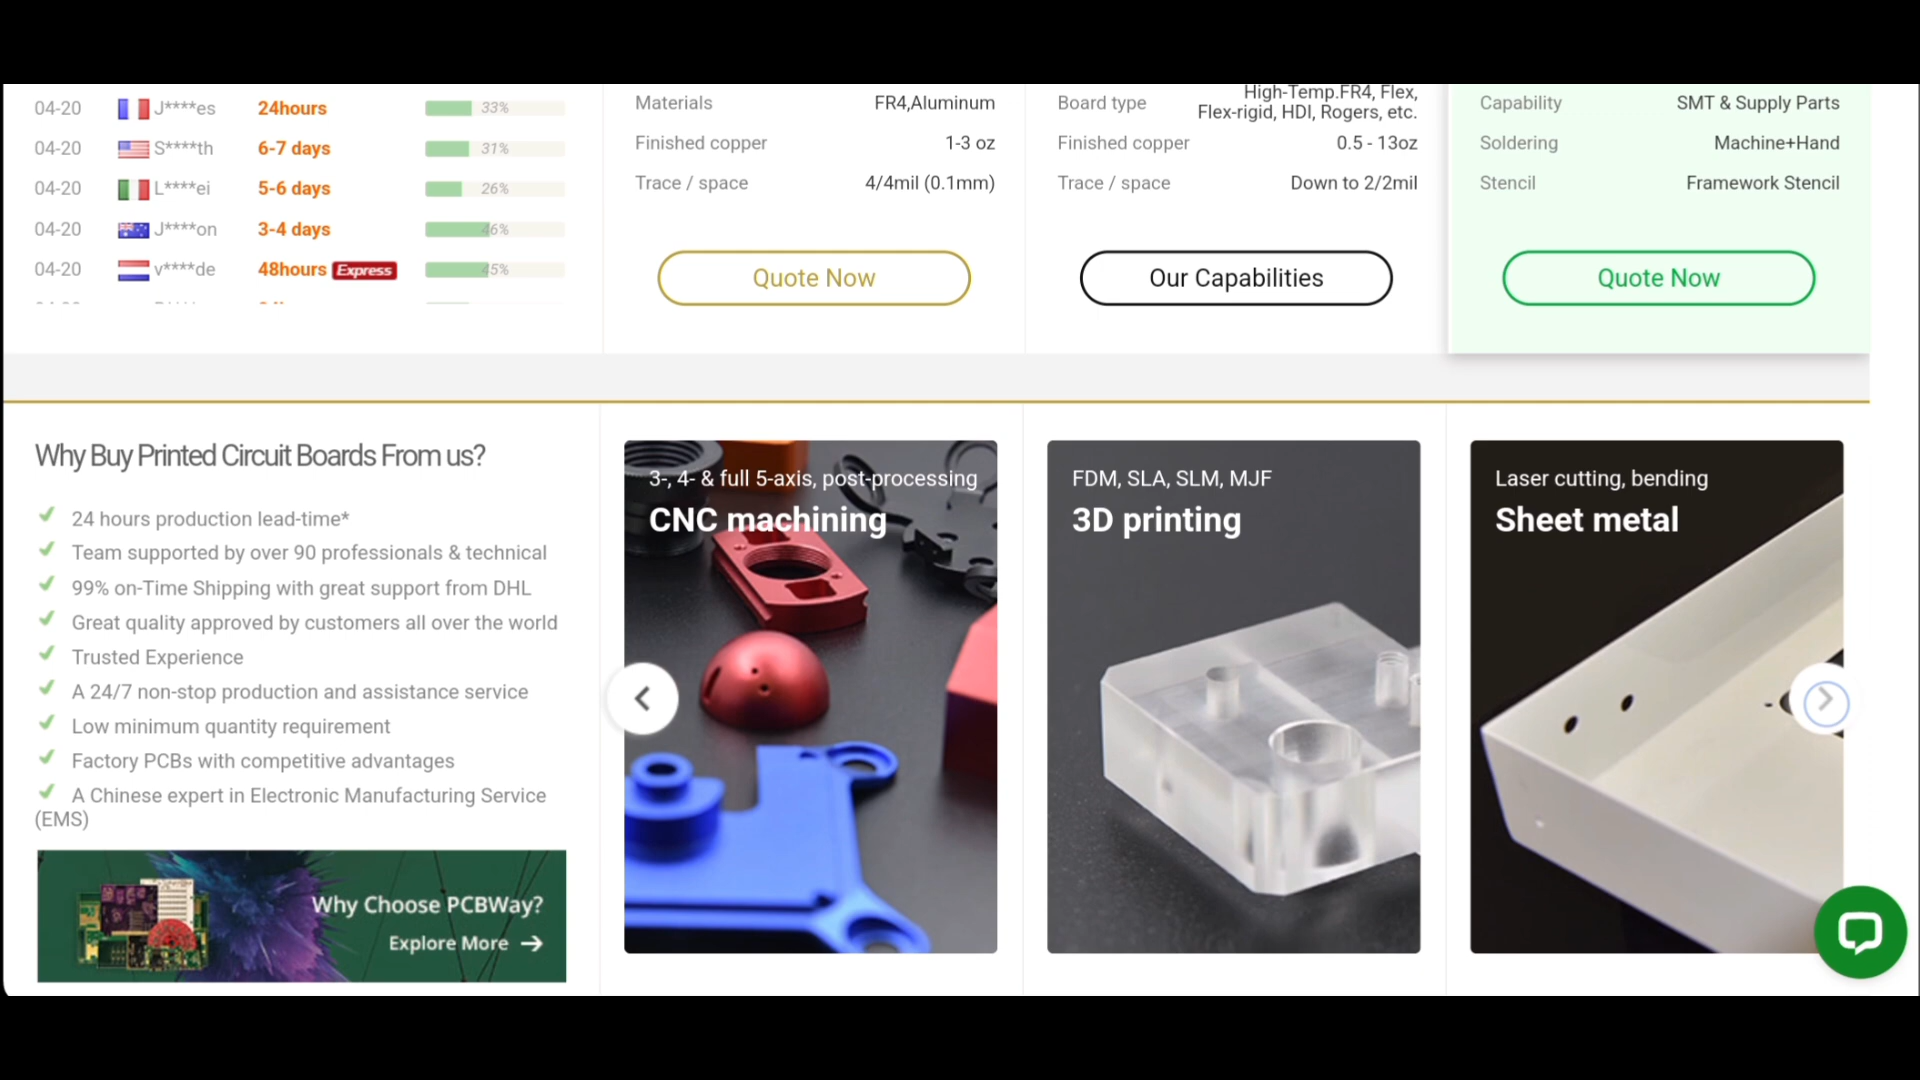 04-20 J****es 24hours 33%
04-20 S****th 6-7 days 31%
04-20 L****ei 5-6 days 26%
04-20 J****on 3-4 days 46%
04-20 v****de 48hours Express 45%
Materials FR4,Aluminum
Finished copper 1-3 oz
Trace / space 4/4mil (0.1mm)
Quote Now
High-Temp.FR4, Flex,
Board type Flex-rigid, HDI, Rogers, etc.
Finished copper 0.5 - 13oz
Trace / space Down to 2/2mil
Our Capabilities
Capability SMT & Supply Parts
Soldering Machine+Hand
Stencil Framework Stencil
Quote Now
Why Buy Printed Circuit Boards From us?
24 hours production lead-time*
Team supported by over 90 professionals & technical
99% on-Time Shipping with great support from DHL
Great quality approved by customers all over the world
Trusted Experience
A 24/7 non-stop production and assistance service
Low minimum quantity requirement
Factory PCBs with competitive advantages
A Chinese expert in Electronic Manufacturing Service
(EMS)
Why Choose PCBWay?
Explore More
3-, 4- & full 5-axis, post-processing
CNC machining
FDM, SLA, SLM, MJF
3D printing
Laser cutting, bending
Sheet metal